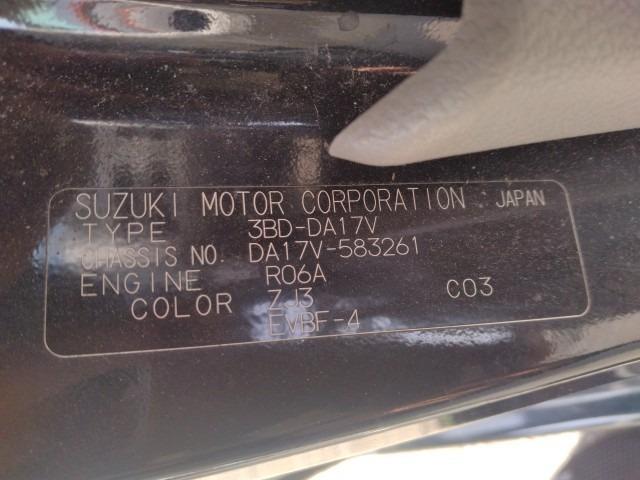 SUZUKI MOTOR CORPORATION JAPAN
TYPE 3BD-DA17V
CHASSIS NO. DA17V-583261
ENGINE R06A
COLOR ZJ3 C03
EVBF-4